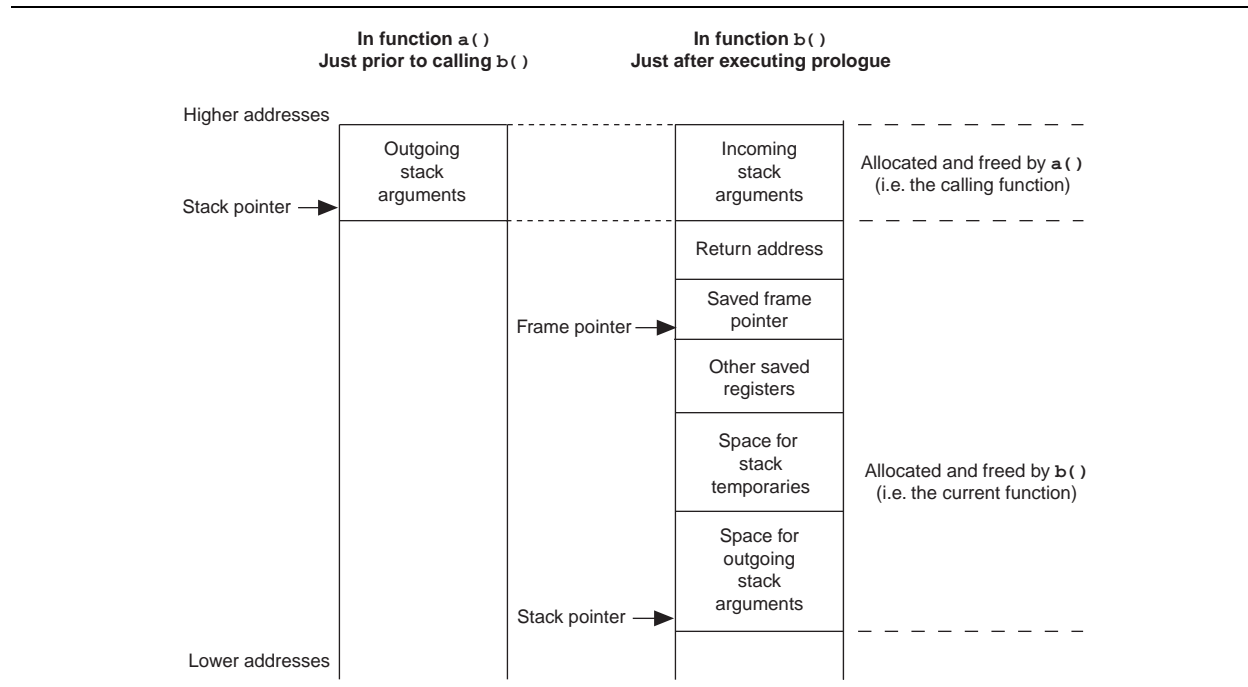 In function a()
Just prior to calling b()
In function b()
Just after executing prologue
Higher addresses
Outgoing
stack
arguments
Incoming
stack
arguments
Allocated and freed by a()
(i.e. the calling function)
Stack pointer
Return address
Saved frame
pointer
Frame pointer
Other saved
registers
Space for
stack
temporaries
Allocated and freed by b()
(i.e. the current function)
Space for
outgoing
stack
arguments
Stack pointer
Lower addresses